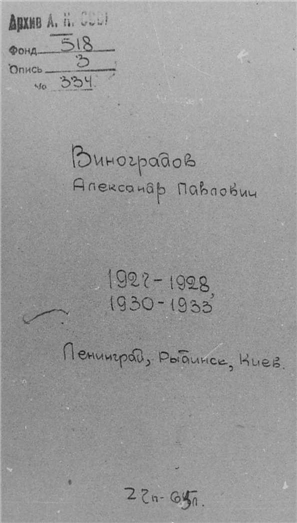 Архив А. Н. СССР
Фонд 518
Опись 3
№ 334
Виноградов
Александр Павлович
1927-1928,
1930-1933
Ленинград, Рыбинск, Киев.